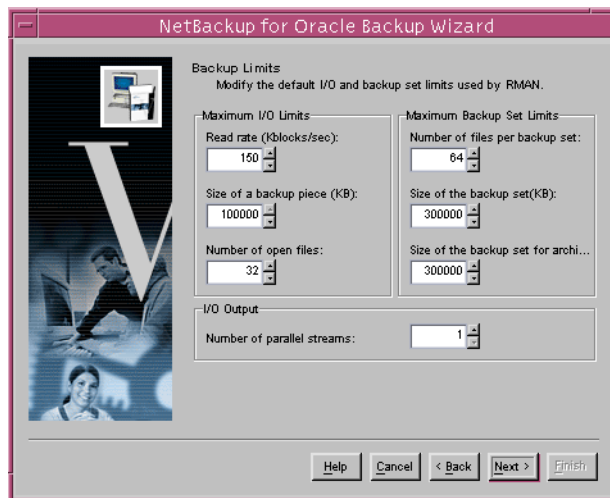 NetBackup for Oracle Backup Wizard
Backup Limits
Modify the default I/O and backup set limits used by RMAN.
Maximum I/O Limits
Read rate (Kblocks/sec):
150
Size of a backup piece (KB):
100000
Number of open files:
32
Maximum Backup Set Limits
Number of files per backup set:
64
Size of the backup set(KB):
300000
Size of the backup set for archi...
300000
I/O Output
Number of parallel streams:
1
Help
Cancel
< Back
Next >
Finish